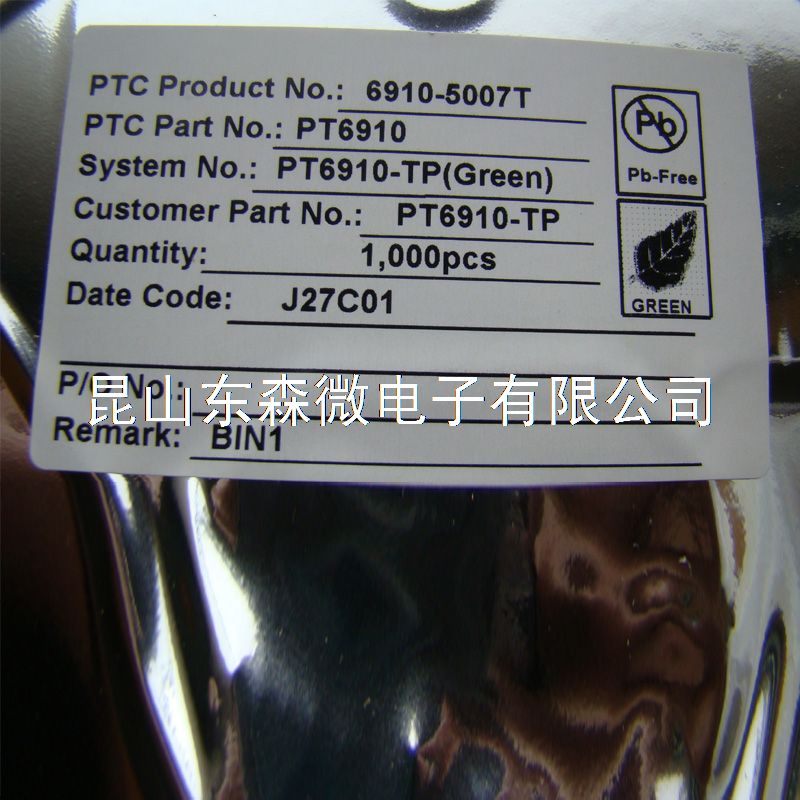 PTC Product No.: 6910-5007T
PTC Part No.: PT6910
System No.: PT6910-TP(Green)
Customer Part No.: PT6910-TP
Quantity: 1,000pcs
Date Code: J27C01
Pb
Pb-Free
GREEN
P/O No.:
昆山东森微电子有限公司
Remark: BIN1